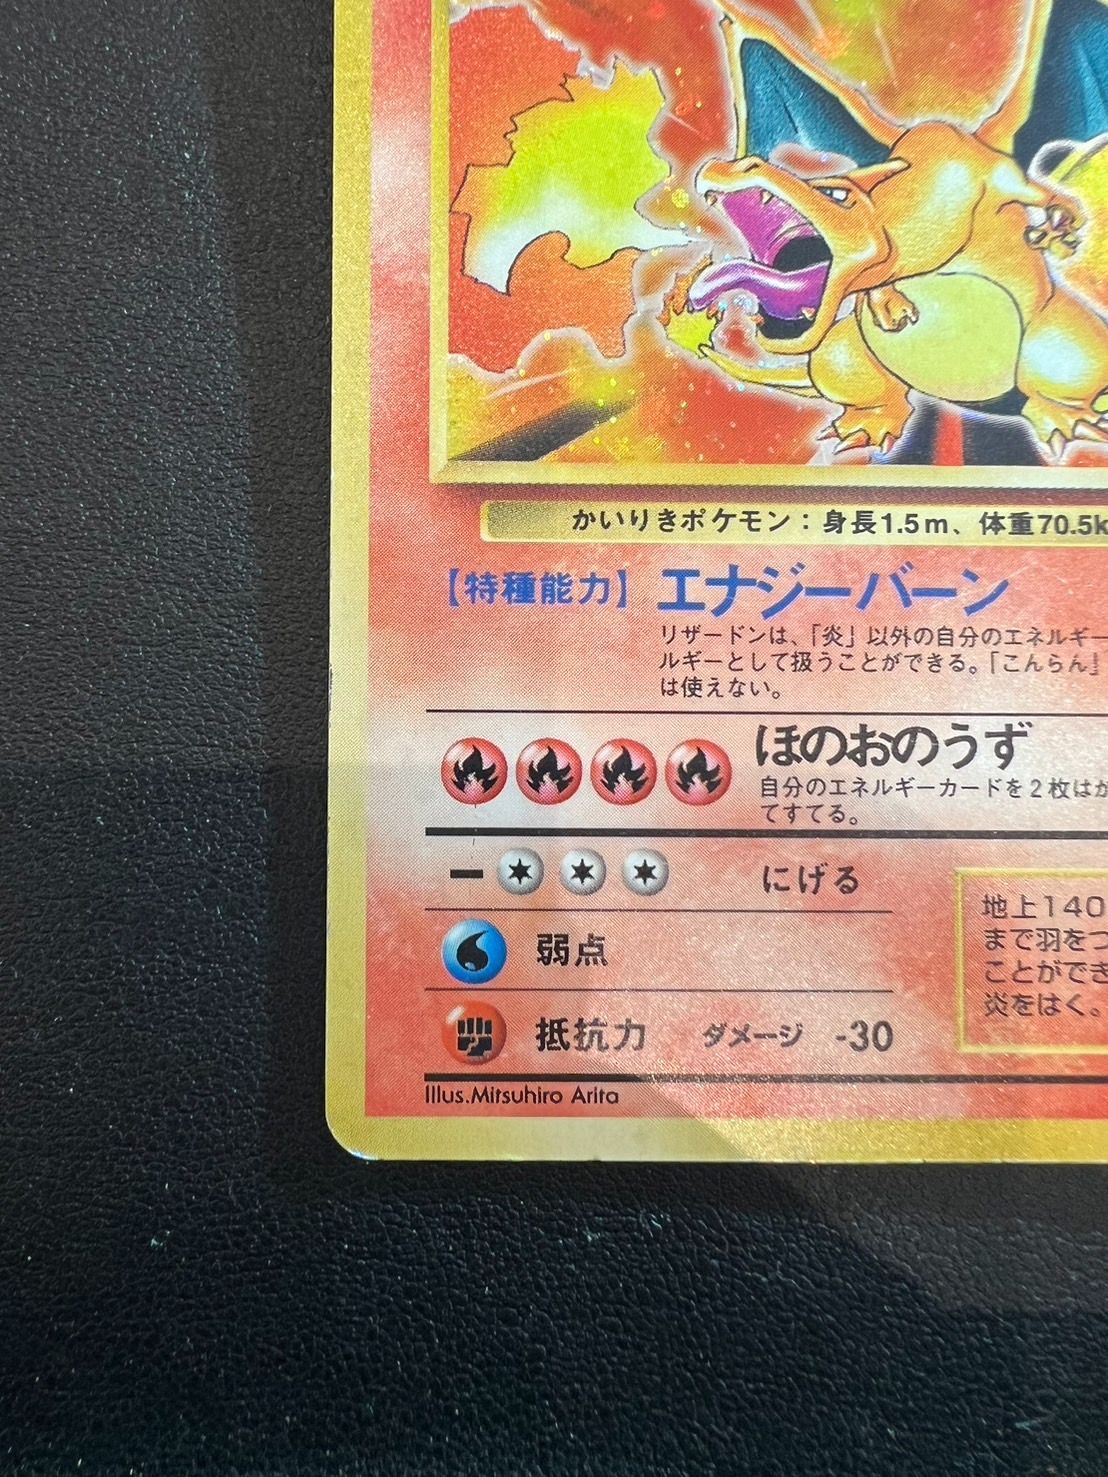 かいりきポケモン：身長1.5m、体重70.5k
【特種能力】 エナジーバーン
リザードンは、「炎」以外の自分のエネルギー
ルギーとして扱うことができる。「こんらん」
は使えない。
ほのおのうず
自分のエネルギーカードを2枚はが
てすてる。
ー にげる
弱点
抵抗力 ダメージ -30
地上140
まで羽をつ
ことができ
炎をはく。
Illus.Mitsuhiro Arita